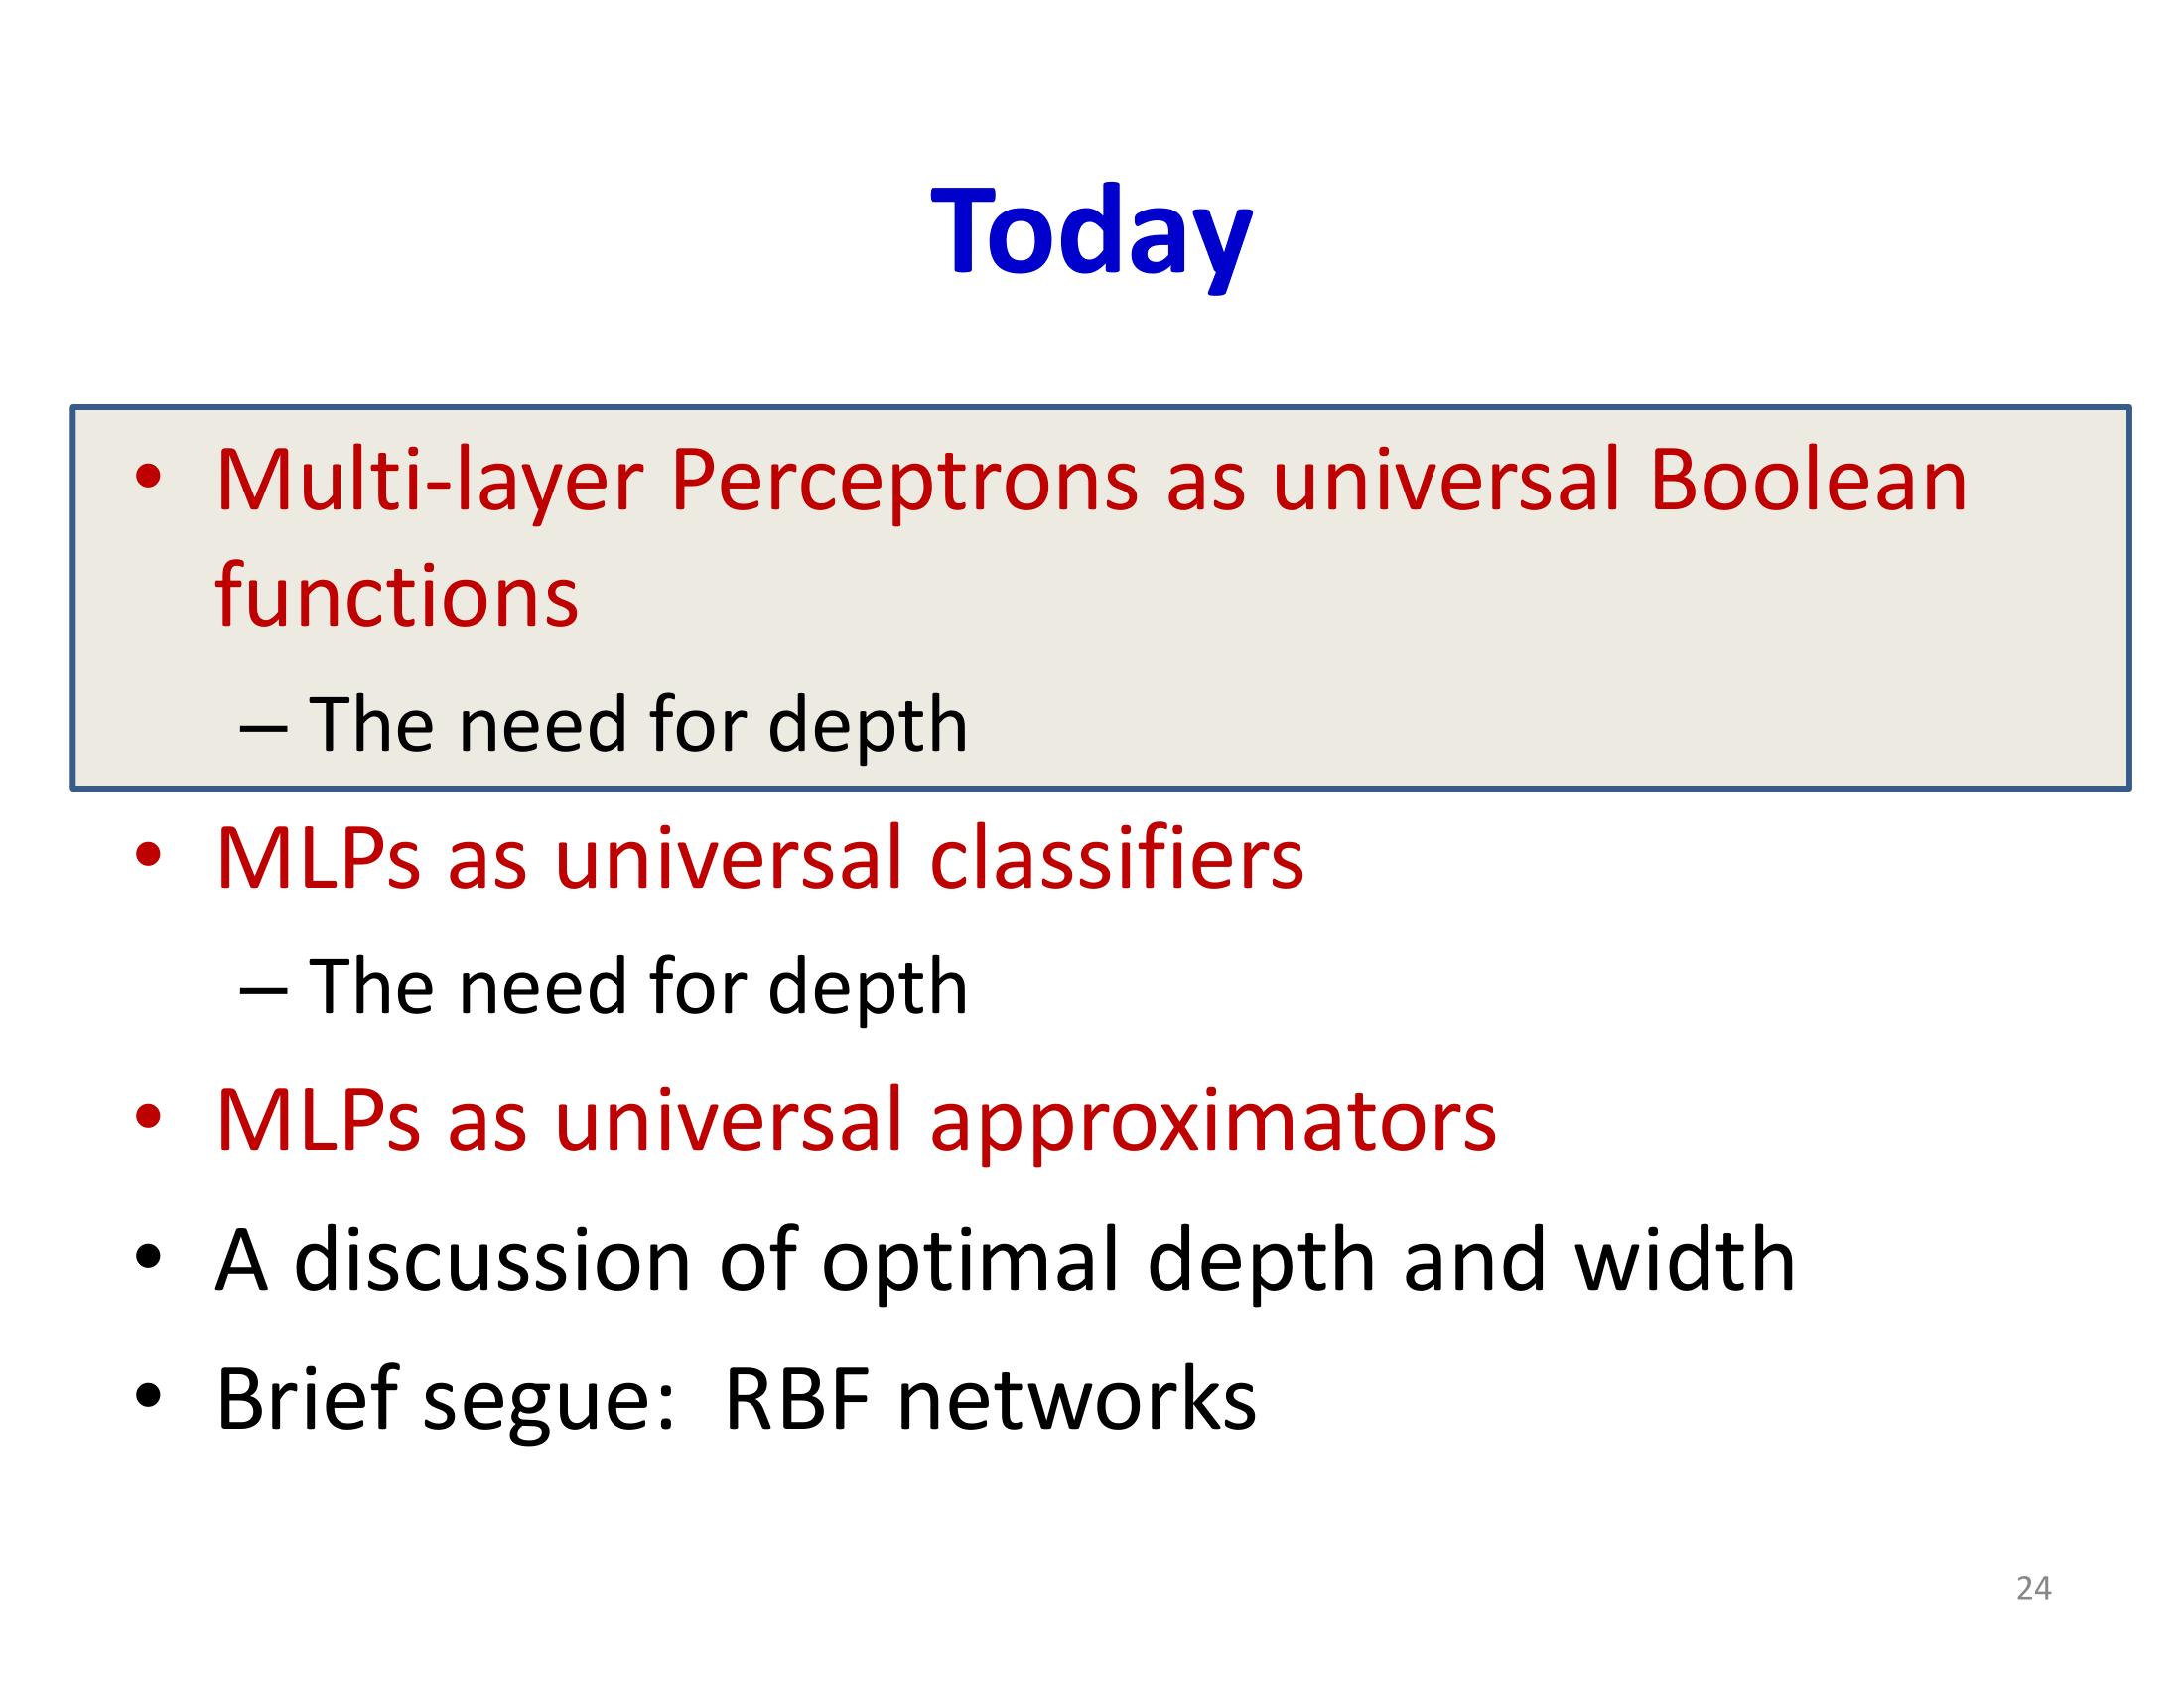 Today
• Multi-layer Perceptrons as universal Boolean
functions
– The need for depth
• MLPs as universal classifiers
– The need for depth
• MLPs as universal approximators
• A discussion of optimal depth and width
• Brief segue:  RBF networks
24